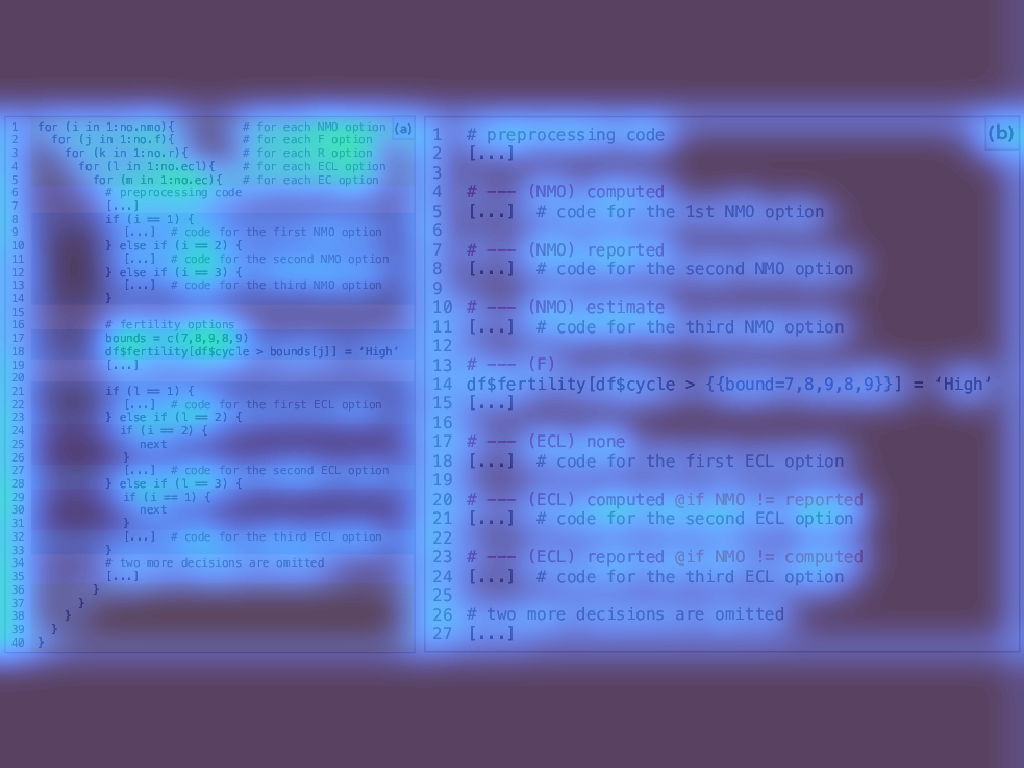 (a)
1 for (i in 1:no.nmo){ # for each NMO option
2 for (j in 1:no.f){ # for each F option
3 for (k in 1:no.r){ # for each R option
4 for (l in 1:no.ecl){ # for each ECL option
5 for (m in 1:no.ec){ # for each EC option
6 # preprocessing code
7 [...]
8 if (i == 1) {
9 [...] # code for the first NMO option
10 } else if (i == 2) {
11 [...] # code for the second NMO option
12 } else if (i == 3) {
13 [...] # code for the third NMO option
14 }
15
16 # fertility options
17 bounds = c(7,8,9,8,9)
18 df$fertility[df$cycle > bounds[j]] = ‘High’
19 [...]
20
21 if (l == 1) {
22 [...] # code for the first ECL option
23 } else if (l == 2) {
24 if (i == 2) {
25 next
26 }
27 [...] # code for the second ECL option
28 } else if (l == 3) {
29 if (i == 1) {
30 next
31 }
32 [...] # code for the third ECL option
33 }
34 # two more decisions are omitted
35 [...]
36 }
37 }
38 }
39 }
40 }
(b)
1 # preprocessing code
2 [...]
3
4 # --- (NMO) computed
5 [...] # code for the 1st NMO option
6
7 # --- (NMO) reported
8 [...] # code for the second NMO option
9
10 # --- (NMO) estimate
11 [...] # code for the third NMO option
12
13 # --- (F)
14 df$fertility[df$cycle > {{bound=7,8,9,8,9}}] = ‘High’
15 [...]
16
17 # --- (ECL) none
18 [...] # code for the first ECL option
19
20 # --- (ECL) computed @if NMO != reported
21 [...] # code for the second ECL option
22
23 # --- (ECL) reported @if NMO != computed
24 [...] # code for the third ECL option
25
26 # two more decisions are omitted
27 [...]